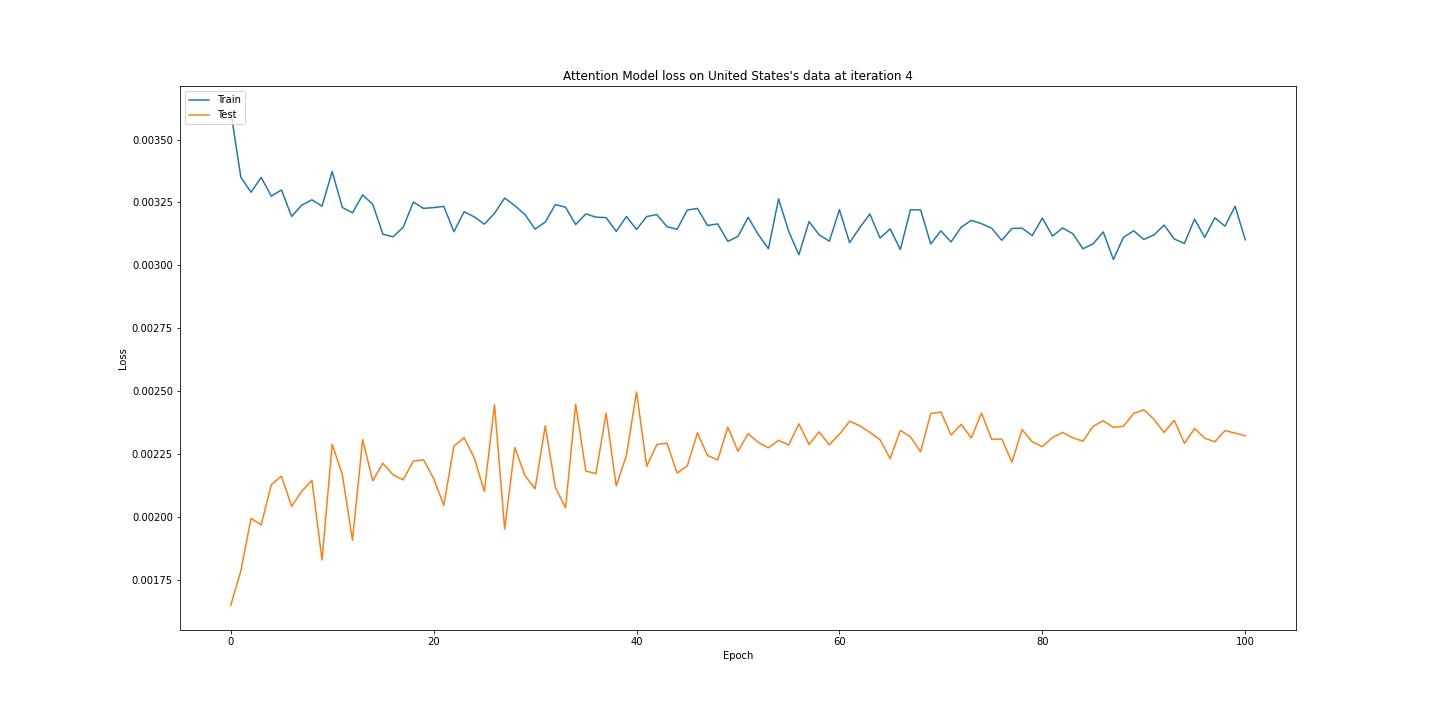 Attention Model loss on United States's data at iteration 4
Train
Test
0.00350
0.00325
0.00300
0.00275
0.00250
0.00225
0.00200
0.00175
Loss
0 20 40 60 80 100
Epoch